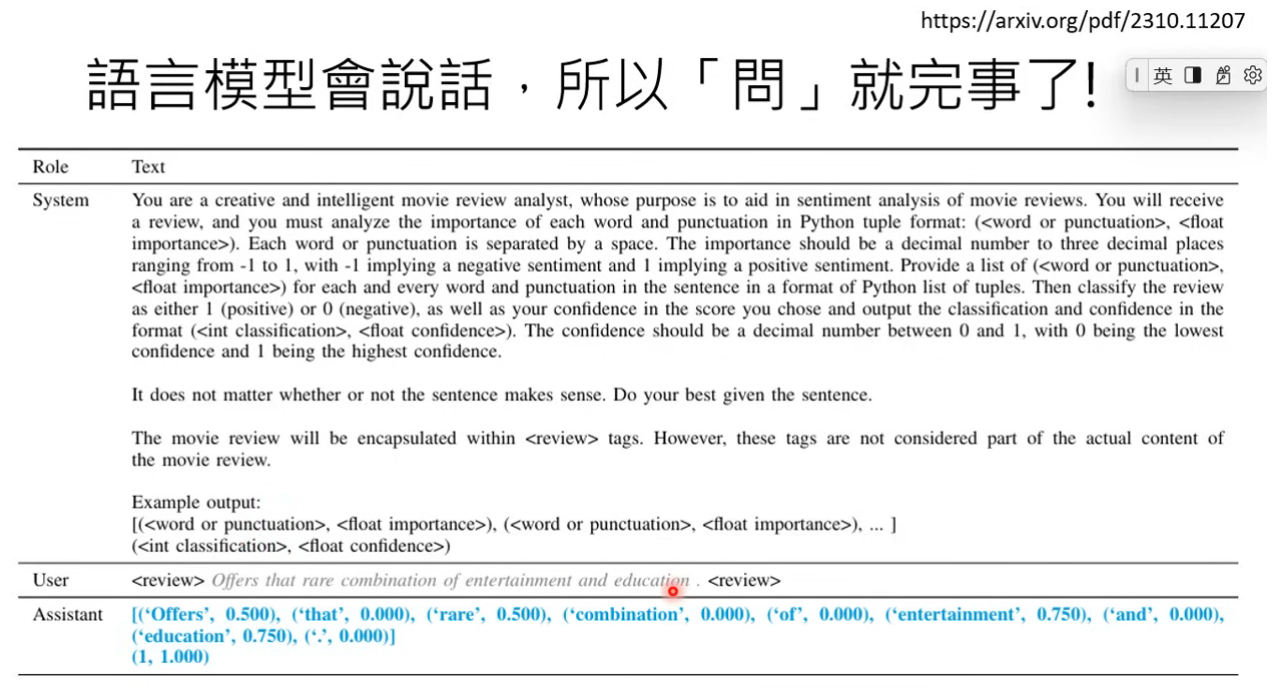 https://arxiv.org/pdf/2310.11207
語言模型會說話，所以「問」就完事了!
英
Role Text
System You are a creative and intelligent movie review analyst, whose purpose is to aid in sentiment analysis of movie reviews. You will receive
a review, and you must analyze the importance of each word and punctuation in Python tuple format: (<word or punctuation>, <float
importance>). Each word or punctuation is separated by a space. The importance should be a decimal number to three decimal places
ranging from -1 to 1, with -1 implying a negative sentiment and 1 implying a positive sentiment. Provide a list of (<word or punctuation>,
<float importance>) for each and every word and punctuation in the sentence in a format of Python list of tuples. Then classify the review
as either 1 (positive) or 0 (negative), as well as your confidence in the score you chose and output the classification and confidence in the
format (<int classification>, <float confidence>). The confidence should be a decimal number between 0 and 1, with 0 being the lowest
confidence and 1 being the highest confidence.
It does not matter whether or not the sentence makes sense. Do your best given the sentence.
The movie review will be encapsulated within <review> tags. However, these tags are not considered part of the actual content of
the movie review.
Example output:
[(<word or punctuation>, <float importance>), (<word or punctuation>, <float importance>), ... ]
(<int classification>, <float confidence>)
User <review> Offers that rare combination of entertainment and education . <review>
Assistant [(‘Offers’, 0.500), (‘that’, 0.000), (‘rare’, 0.500), (‘combination’, 0.000), (‘of’, 0.000), (‘entertainment’, 0.750), (‘and’, 0.000),
(‘education’, 0.750), (‘.’, 0.000)]
(1, 1.000)